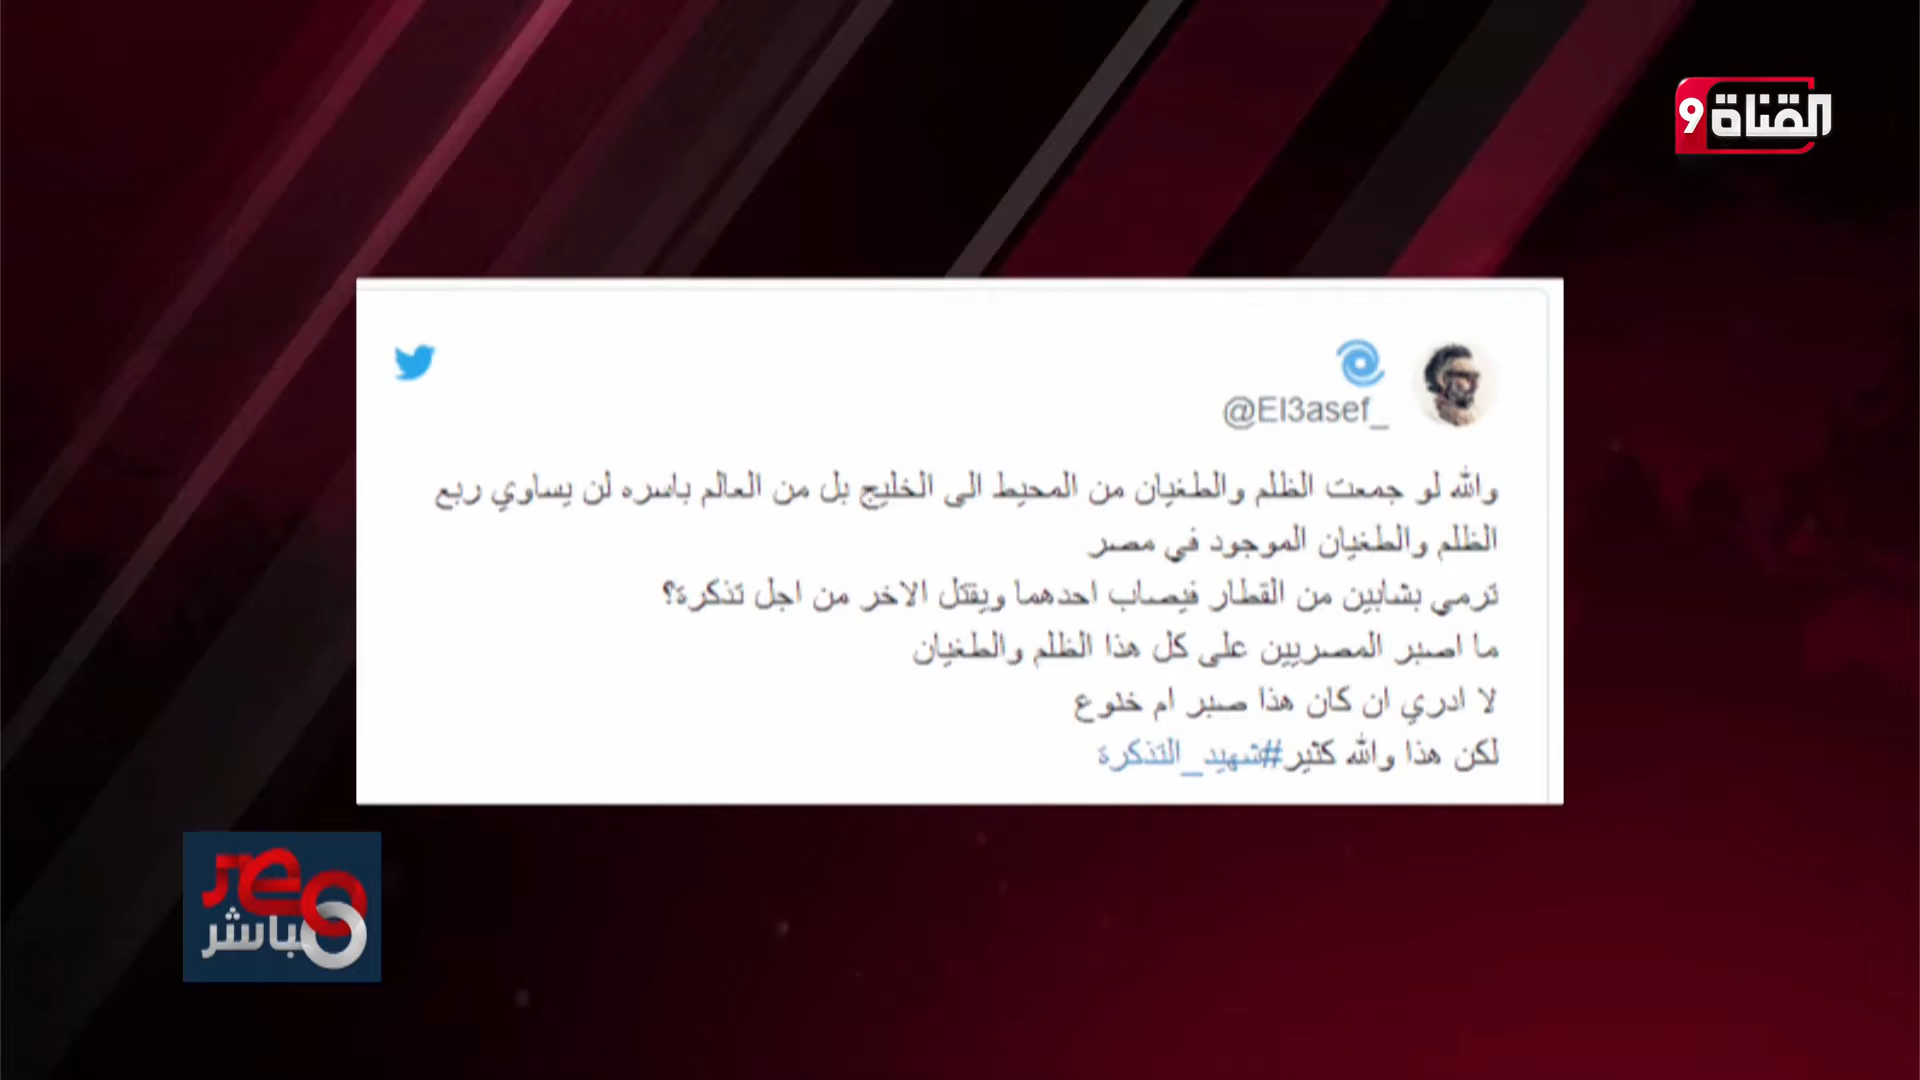 القناة 9
@El3asef_
والله لو جمعت الظلم والطغيان من المحيط الى الخليج بل من العالم باسره لن يساوي ربع
الظلم والطغيان الموجود في مصر
ترمي بشابين من القطار فيصاب احدهما ويقتل الاخر من اجل تذكرة؟
ما اصبر المصريين على كل هذا الظلم والطغيان
لا ادري ان كان هذا صبر ام خنوع
لكن هذا والله كثير#شهيد_التذكرة
مصر
مباشر